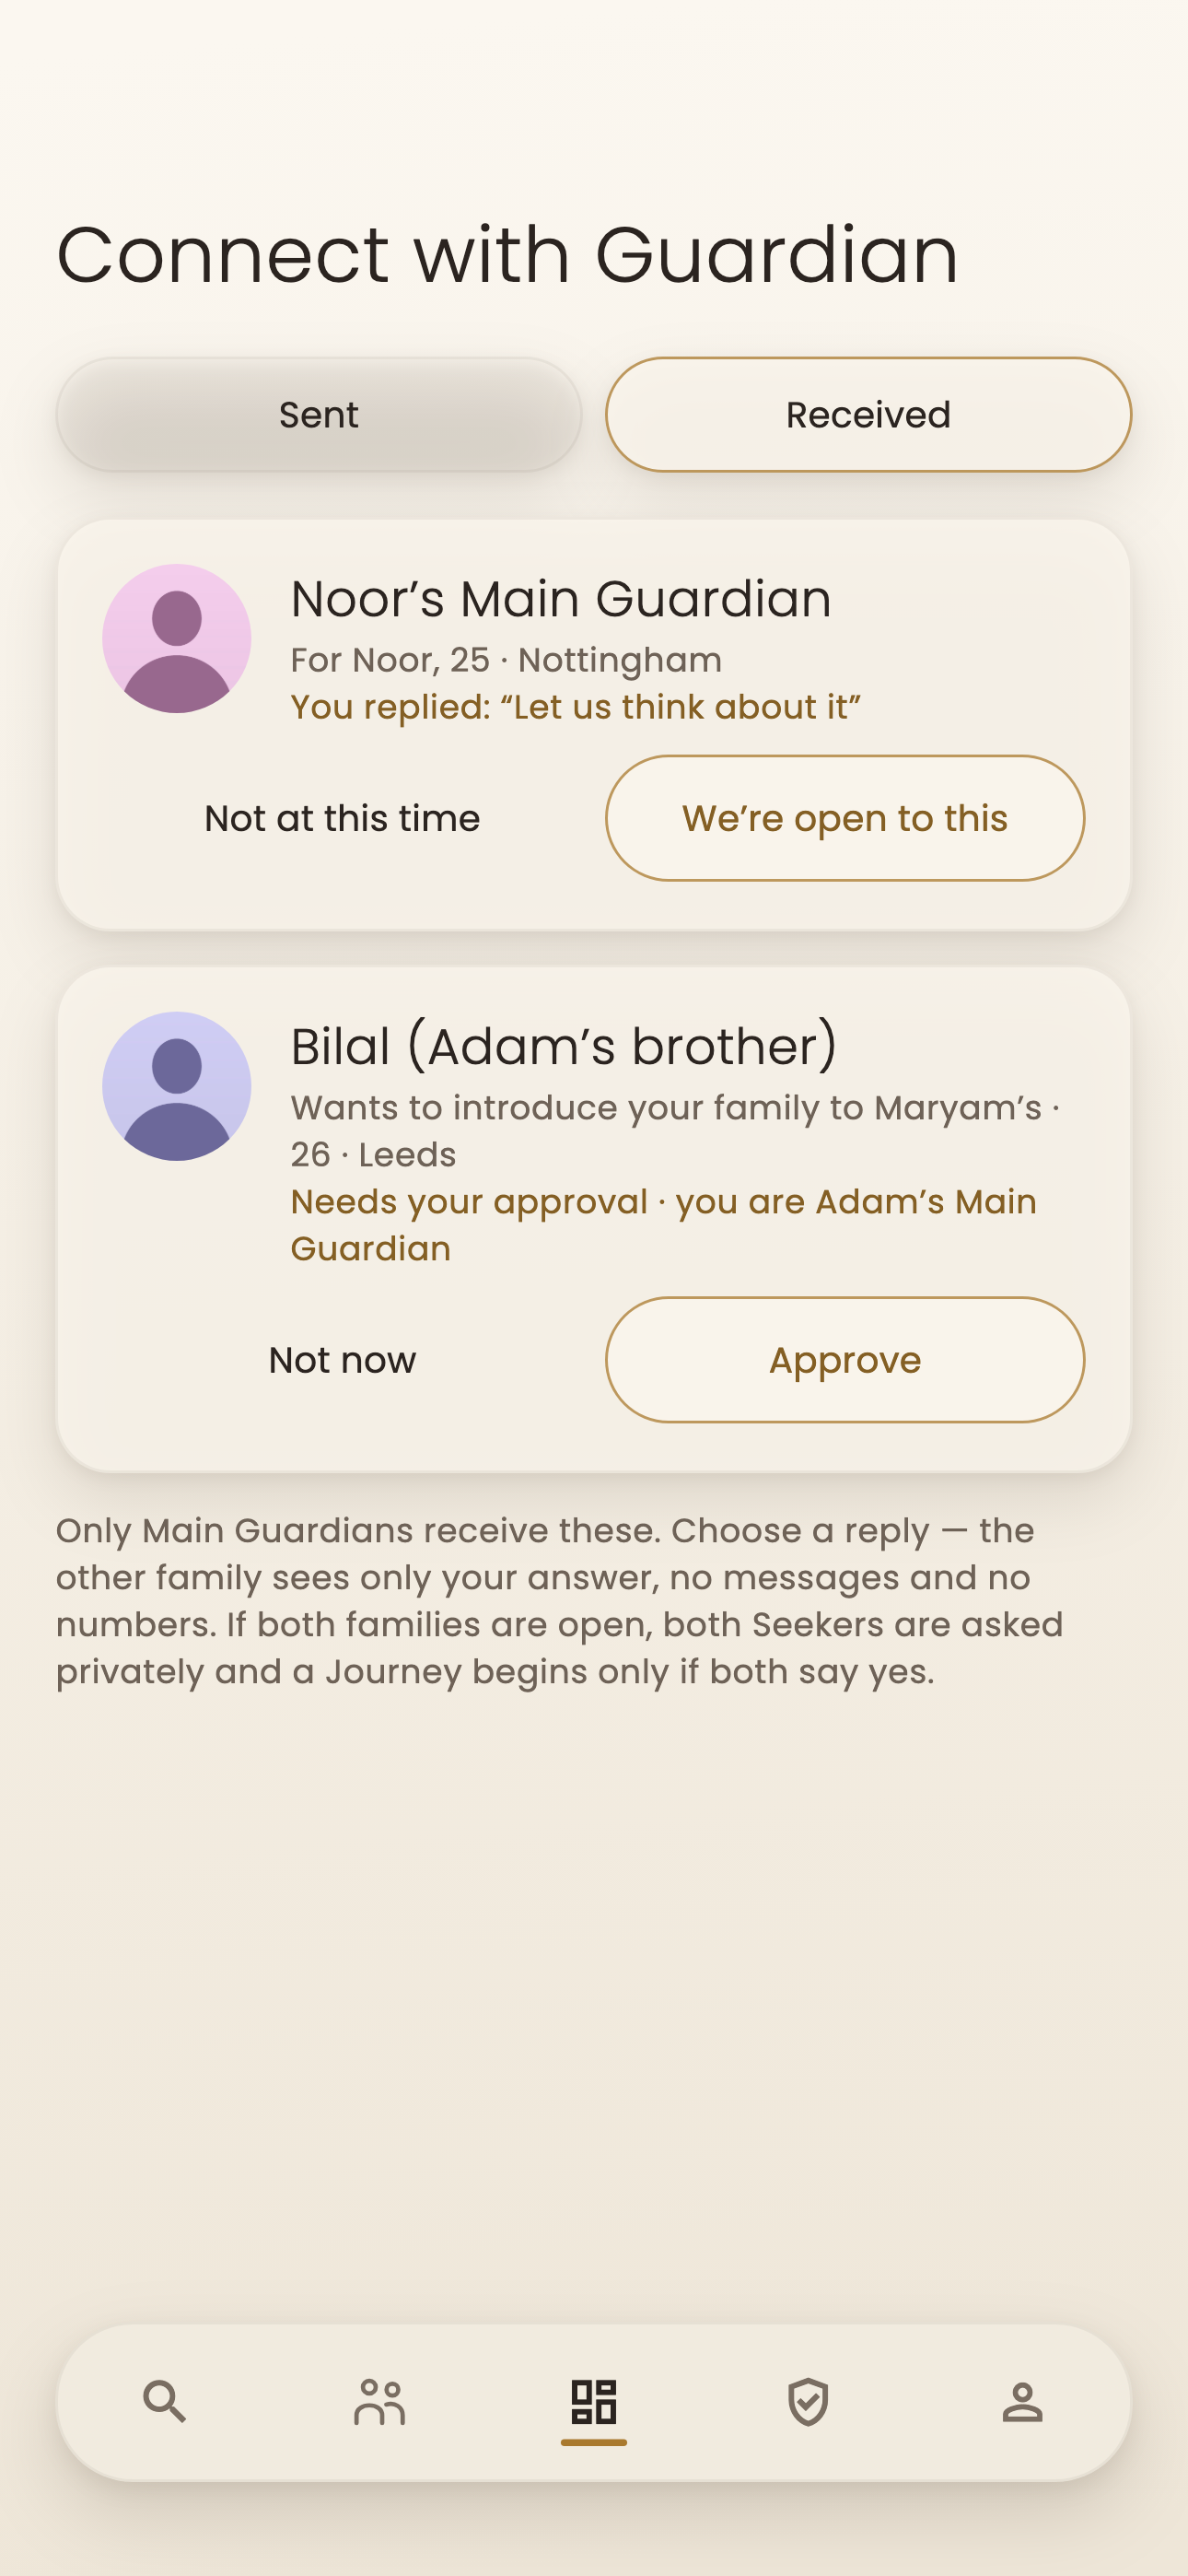 Connect with Guardian
Sent
Received
Noor’s Main Guardian
For Noor, 25 · Nottingham
You replied: “Let us think about it”
Not at this time
We’re open to this
Bilal (Adam’s brother)
Wants to introduce your family to Maryam’s ·
26 · Leeds
Needs your approval · you are Adam’s Main
Guardian
Not now
Approve
Only Main Guardians receive these. Choose a reply — the
other family sees only your answer, no messages and no
numbers. If both families are open, both Seekers are asked
privately and a Journey begins only if both say yes.